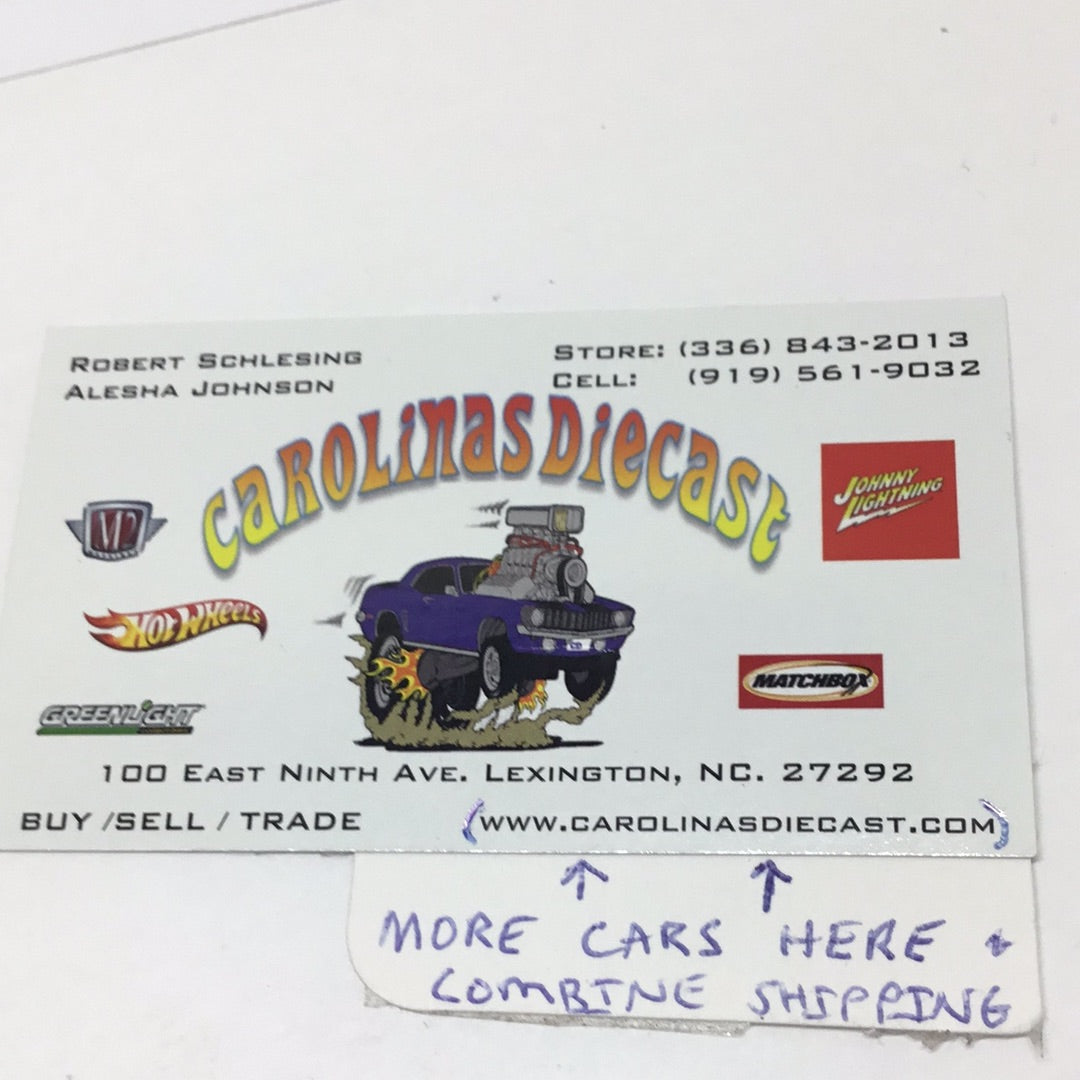 ROBERT SCHLESING
ALESHA JOHNSON
STORE: (336) 843-2013
CELL: (919) 561-9032
CAROLINAS DIECAST
M2
JOHNNY LIGHTNING
HOT WHEELS
MATCHBOX
GREENLIGHT
100 EAST NINTH AVE. LEXINGTON, NC. 27292
BUY /SELL / TRADE
(WWW.CAROLINASDIECAST.COM)
↑ ↑
MORE CARS HERE +
COMBINE SHIPPING